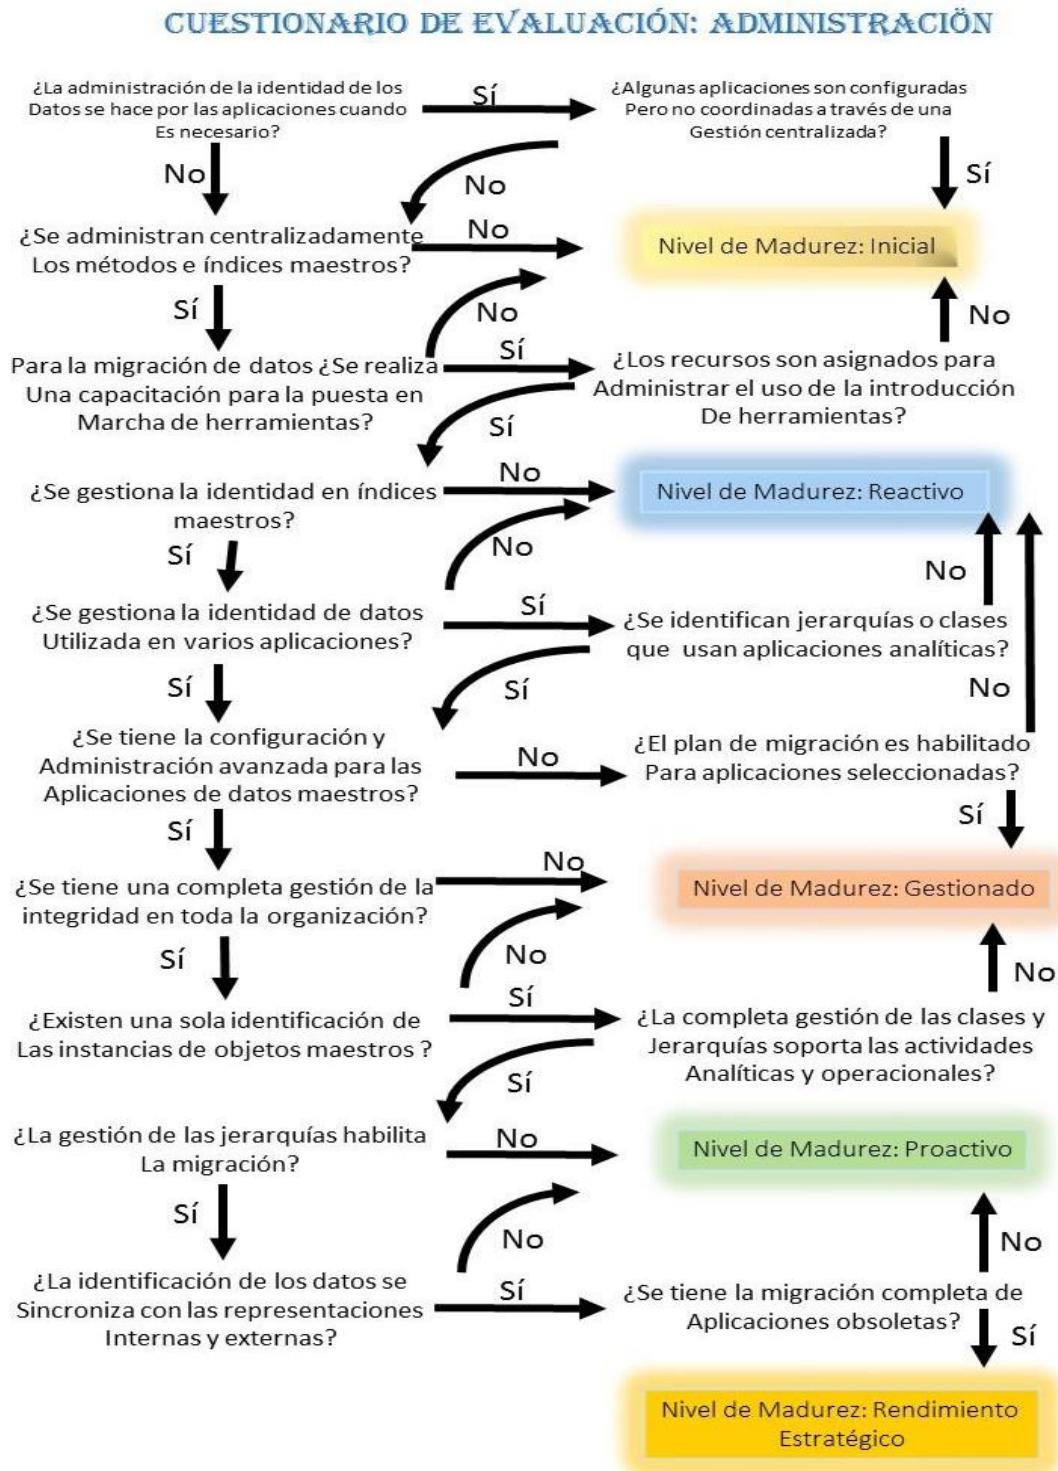 CUESTIONARIO DE EVALUACIÓN: ADMINISTRACIÖN
¿La administración de la identidad de los
Datos se hace por las aplicaciones cuando
Es necesario?
Sí
¿Algunas aplicaciones son configuradas
Pero no coordinadas a través de una
Gestión centralizada?
No
No
Sí
¿Se administran centralizadamente
Los métodos e índices maestros?
No
Nivel de Madurez: Inicial
Sí
No
No
Para la migración de datos ¿Se realiza
Una capacitación para la puesta en
Marcha de herramientas?
Sí
¿Los recursos son asignados para
Administrar el uso de la introducción
De herramientas?
Sí
¿Se gestiona la identidad en índices
maestros?
No
Nivel de Madurez: Reactivo
Sí
No
No
¿Se gestiona la identidad de datos
Utilizada en varios aplicaciones?
Sí
¿Se identifican jerarquías o clases
que usan aplicaciones analíticas?
Sí
Sí
No
¿Se tiene la configuración y
Administración avanzada para las
Aplicaciones de datos maestros?
No
¿El plan de migración es habilitado
Para aplicaciones seleccionadas?
Sí
Sí
¿Se tiene una completa gestión de la
integridad en toda la organización?
No
Nivel de Madurez: Gestionado
Sí
No
No
¿Existen una sola identificación de
Las instancias de objetos maestros ?
Sí
¿La completa gestión de las clases y
Jerarquías soporta las actividades
Analíticas y operacionales?
Sí
¿La gestión de las jerarquías habilita
La migración?
No
Nivel de Madurez: Proactivo
Sí
No
No
¿La identificación de los datos se
Sincroniza con las representaciones
Internas y externas?
Sí
¿Se tiene la migración completa de
Aplicaciones obsoletas?
Sí
Nivel de Madurez: Rendimiento
Estratégico